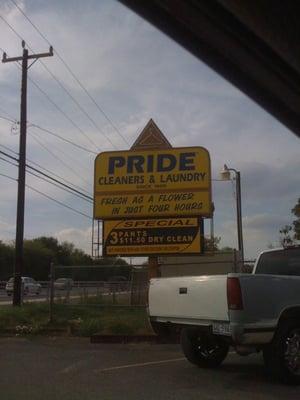 PRIDE
CLEANERS & LAUNDRY
FRESH AS A FLOWER
IN JUST FOUR HOURS
SPECIAL
3 PANTS
$11.50 DRY CLEAN